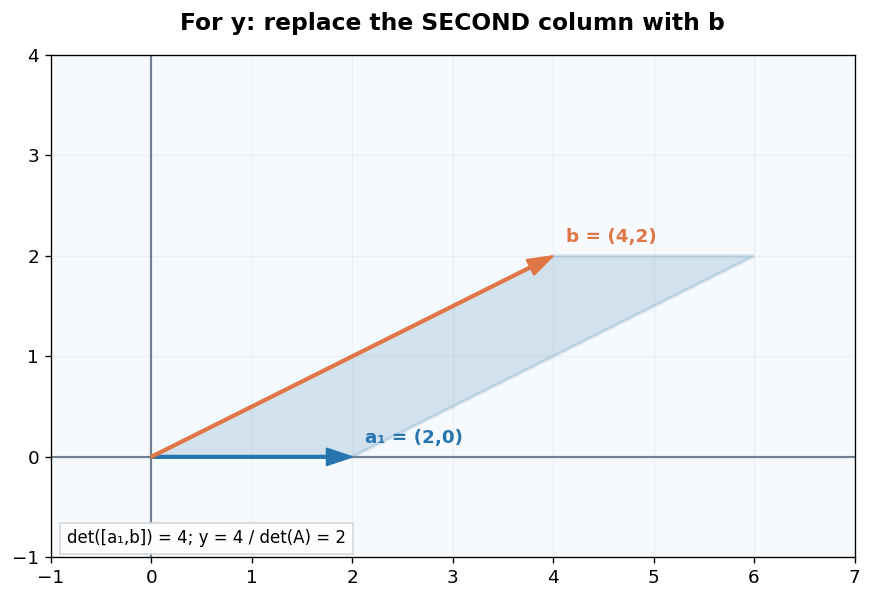 For y: replace the SECOND column with b
4
3
2
1
0
−1
b = (4,2)
a₁ = (2,0)
det([a₁,b]) = 4; y = 4 / det(A) = 2
−1 0 1 2 3 4 5 6 7